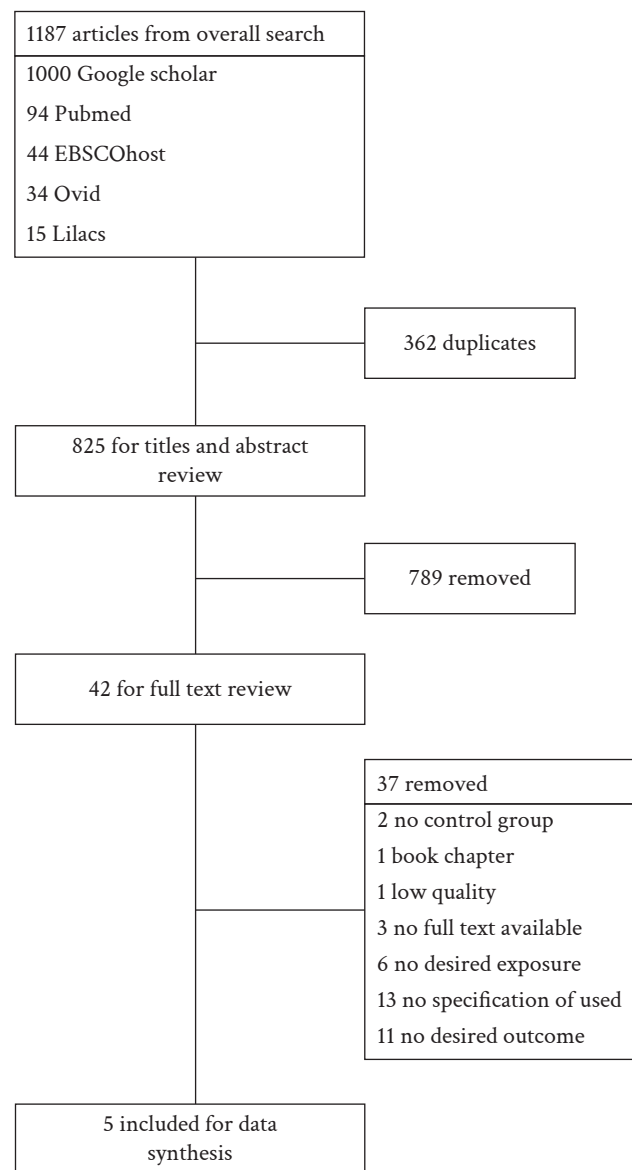 1187 articles from overall search
1000 Google scholar
94 Pubmed
44 EBSCOhost
34 Ovid
15 Lilacs
362 duplicates
825 for titles and abstract
review
789 removed
42 for full text review
37 removed
2 no control group
1 book chapter
1 low quality
3 no full text available
6 no desired exposure
13 no specification of used
11 no desired outcome
5 included for data
synthesis